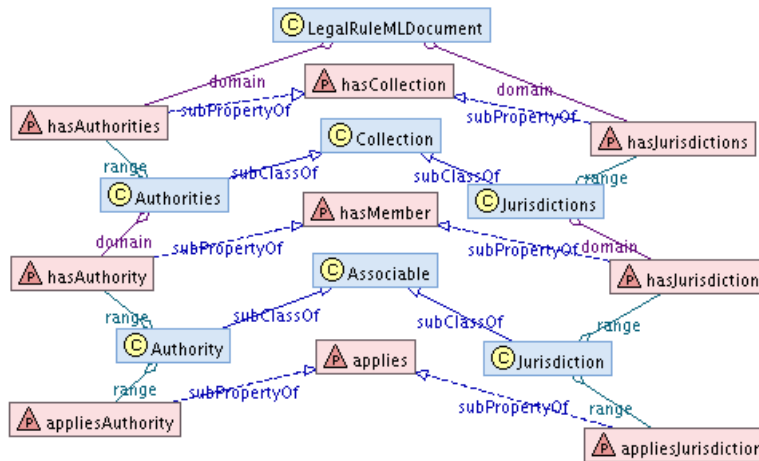 C LegalRuleMLDocument
domain
domain
P hasCollection
subPropertyOf
subPropertyOf
P hasAuthorities
P hasJurisdictions
C Collection
range
range
subClassOf
subClassOf
C Authorities
C Jurisdictions
P hasMember
domain
domain
subPropertyOf
subPropertyOf
P hasAuthority
C Associable
P hasJurisdiction
range
subClassOf
subClassOf
range
C Authority
P applies
C Jurisdiction
range
subPropertyOf
subPropertyOf
range
P appliesAuthority
P appliesJurisdiction